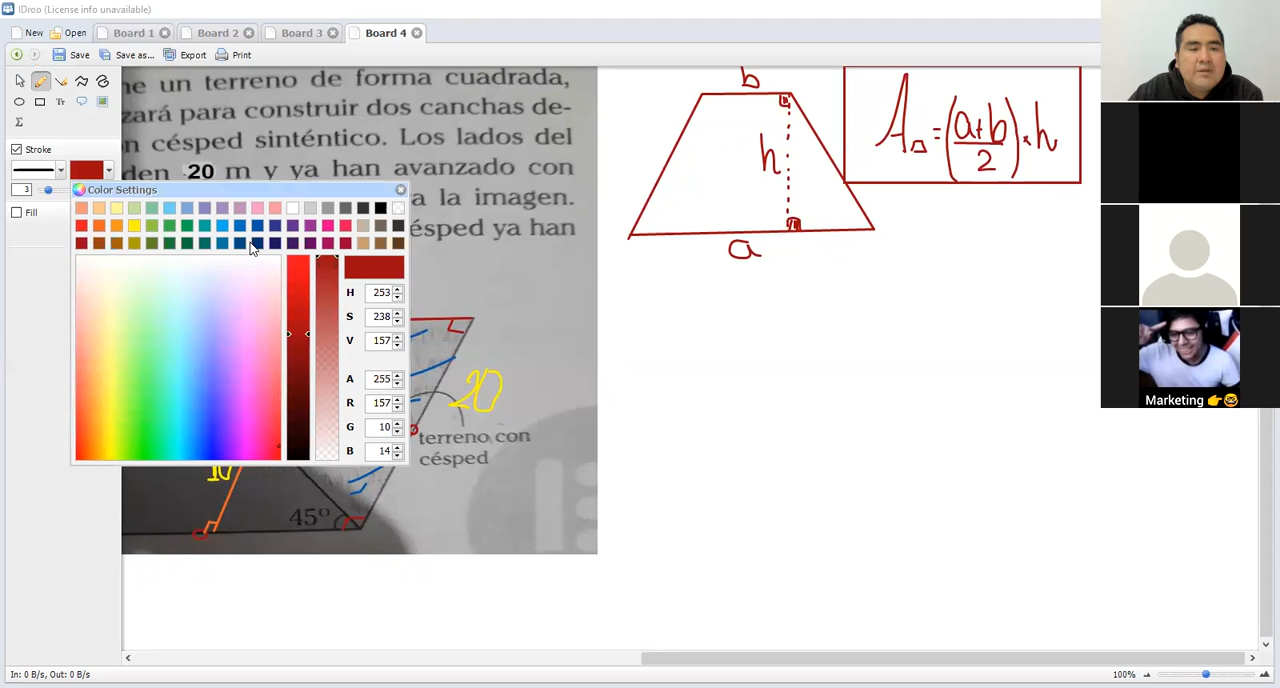 IDroo (License info unavailable)
New Open Board 1 Board 2 Board 3 Board 4
Save Save as... Export Print
ne un terreno de forma cuadrada,
zará para construir dos canchas de-
n césped sinténtico. Los lados del
den 20 m y ya han avanzado con
a la imagen.
ésped ya han
Stroke
3
Fill
Color Settings
H 253
S 238
V 157
A 255
R 157
G 10
B 14
b
h
a
A = (a+b / 2) × h
20
terreno con
césped
10
45º
Marketing 👉🤓
In: 0 B/s, Out: 0 B/s
100%